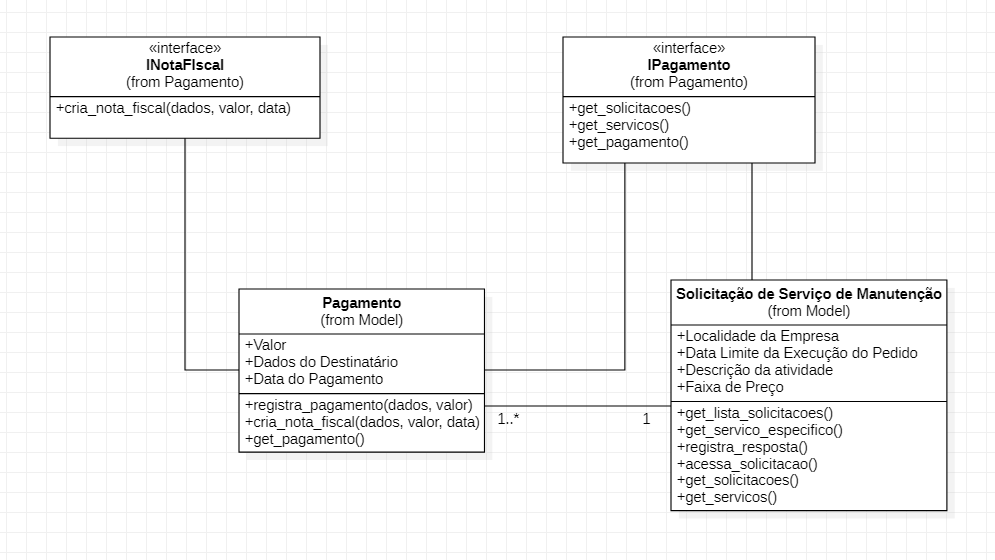 «interface»
INotaFIscal
(from Pagamento)
+cria_nota_fiscal(dados, valor, data)
«interface»
IPagamento
(from Pagamento)
+get_solicitacoes()
+get_servicos()
+get_pagamento()
Pagamento
(from Model)
+Valor
+Dados do Destinatário
+Data do Pagamento
+registra_pagamento(dados, valor)
+cria_nota_fiscal(dados, valor, data)
+get_pagamento()
1..*
1
Solicitação de Serviço de Manutenção
(from Model)
+Localidade da Empresa
+Data Limite da Execução do Pedido
+Descrição da atividade
+Faixa de Preço
+get_lista_solicitacoes()
+get_servico_especifico()
+registra_resposta()
+acessa_solicitacao()
+get_solicitacoes()
+get_servicos()